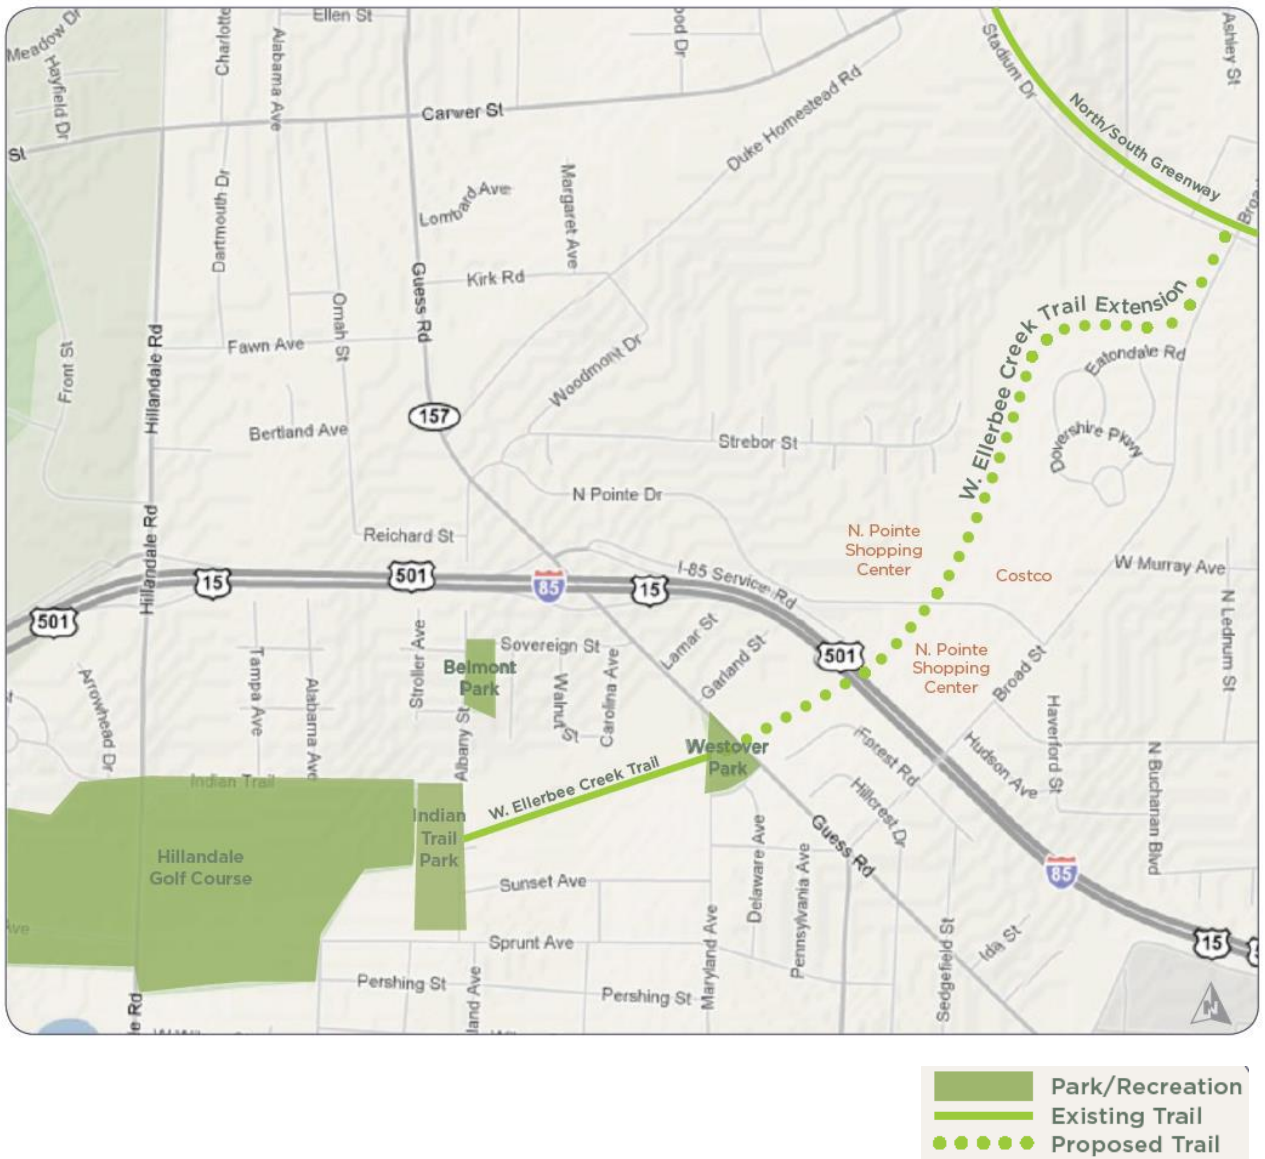 Meadow Dr
Hayfield Dr
Charlotte
Alabama Ave
Ellen St
Carver St
St
Duke Homestead Rd
Stadium Dr
Ashley St
North/South Greenway
Dartmouth Dr
Lombard Ave
Margaret Ave
Kirk Rd
Guess Rd
Omah St
Fawn Ave
Hillandale Rd
Front St
Woodmont Dr
157
Bertland Ave
Strebor St
N Pointe Dr
W. Ellerbee Creek Trail Extension
Eatondale Rd
Dovershire Pkwy
Hillandale Rd
Reichard St
N. Pointe
Shopping
Center
Costco
W Murray Ave
N Lednum St
501
15
501
85
15
I-85 Service Rd
501
N. Pointe
Shopping
Center
Broad St
Tampa Ave
Alabama Ave
Arrowhead Dr
Stroller Ave
Belmont
Park
Sovereign St
Walnut St
Carolina Ave
Lamar St
Garland St
Albany St
Westover
Park
Forest Rd
Hudson Ave
Haverford St
N Buchanan Blvd
Indian Trail
W. Ellerbee Creek Trail
Indian
Trail
Park
Hillandale
Golf Course
Hillcrest Dr
Guess Rd
Delaware Ave
Pennsylvania Ave
85
Sunset Ave
Sprunt Ave
Maryland Ave
Sedgefield St
Ida St
15
Pershing St
Pershing St
land Ave
le Rd
N
Park/Recreation
Existing Trail
Proposed Trail